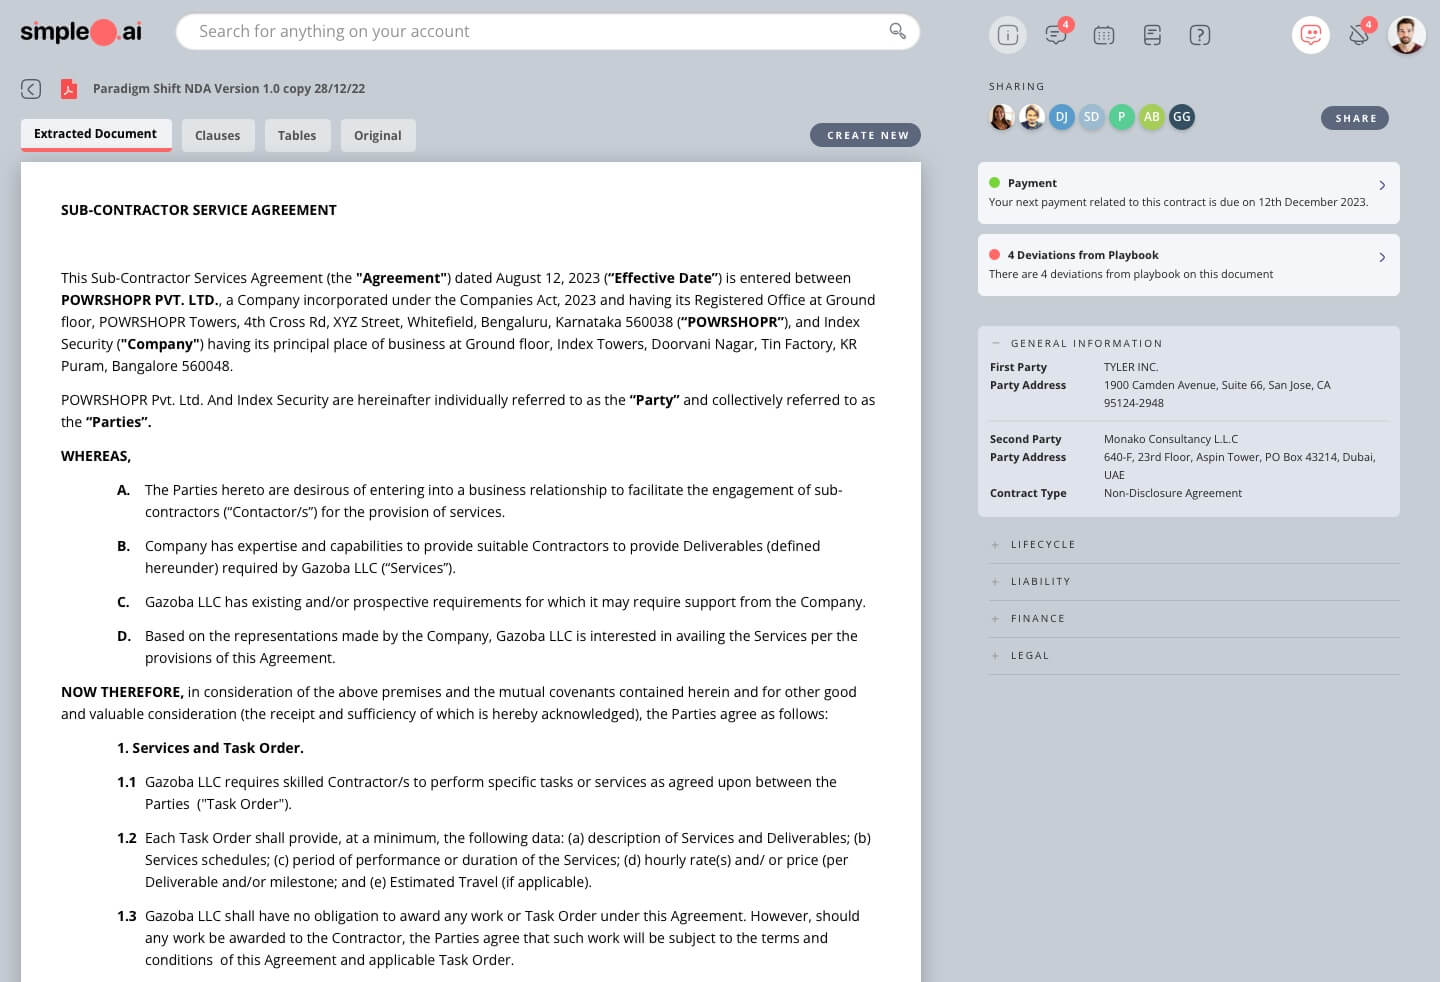 simple.ai
Search for anything on your account
4
4
Paradigm Shift NDA Version 1.0 copy 28/12/22
Extracted Document
Clauses
Tables
Original
CREATE NEW
SUB-CONTRACTOR SERVICE AGREEMENT
This Sub-Contractor Services Agreement (the "Agreement") dated August 12, 2023 (“Effective Date”) is entered between
POWRSHOPR PVT. LTD., a Company incorporated under the Companies Act, 2023 and having its Registered Office at Ground
floor, POWRSHOPR Towers, 4th Cross Rd, XYZ Street, Whitefield, Bengaluru, Karnataka 560038 (“POWRSHOPR”), and Index
Security ("Company") having its principal place of business at Ground floor, Index Towers, Doorvani Nagar, Tin Factory, KR
Puram, Bangalore 560048.
POWRSHOPR Pvt. Ltd. And Index Security are hereinafter individually referred to as the “Party” and collectively referred to as
the “Parties”.
WHEREAS,
A. The Parties hereto are desirous of entering into a business relationship to facilitate the engagement of sub-
contractors (“Contactor/s”) for the provision of services.
B. Company has expertise and capabilities to provide suitable Contractors to provide Deliverables (defined
hereunder) required by Gazoba LLC (“Services”).
C. Gazoba LLC has existing and/or prospective requirements for which it may require support from the Company.
D. Based on the representations made by the Company, Gazoba LLC is interested in availing the Services per the
provisions of this Agreement.
NOW THEREFORE, in consideration of the above premises and the mutual covenants contained herein and for other good
and valuable consideration (the receipt and sufficiency of which is hereby acknowledged), the Parties agree as follows:
1. Services and Task Order.
1.1 Gazoba LLC requires skilled Contractor/s to perform specific tasks or services as agreed upon between the
Parties ("Task Order").
1.2 Each Task Order shall provide, at a minimum, the following data: (a) description of Services and Deliverables; (b)
Services schedules; (c) period of performance or duration of the Services; (d) hourly rate(s) and/ or price (per
Deliverable and/or milestone; and (e) Estimated Travel (if applicable).
1.3 Gazoba LLC shall have no obligation to award any work or Task Order under this Agreement. However, should
any work be awarded to the Contractor, the Parties agree that such work will be subject to the terms and
conditions of this Agreement and applicable Task Order.
SHARING
DJ
SD
P
AB
GG
SHARE
Payment
Your next payment related to this contract is due on 12th December 2023.
4 Deviations from Playbook
There are 4 deviations from playbook on this document
GENERAL INFORMATION
First Party TYLER INC.
Party Address 1900 Camden Avenue, Suite 66, San Jose, CA
95124-2948
Second Party Monako Consultancy L.L.C
Party Address 640-F, 23rd Floor, Aspin Tower, PO Box 43214, Dubai,
UAE
Contract Type Non-Disclosure Agreement
LIFECYCLE
LIABILITY
FINANCE
LEGAL